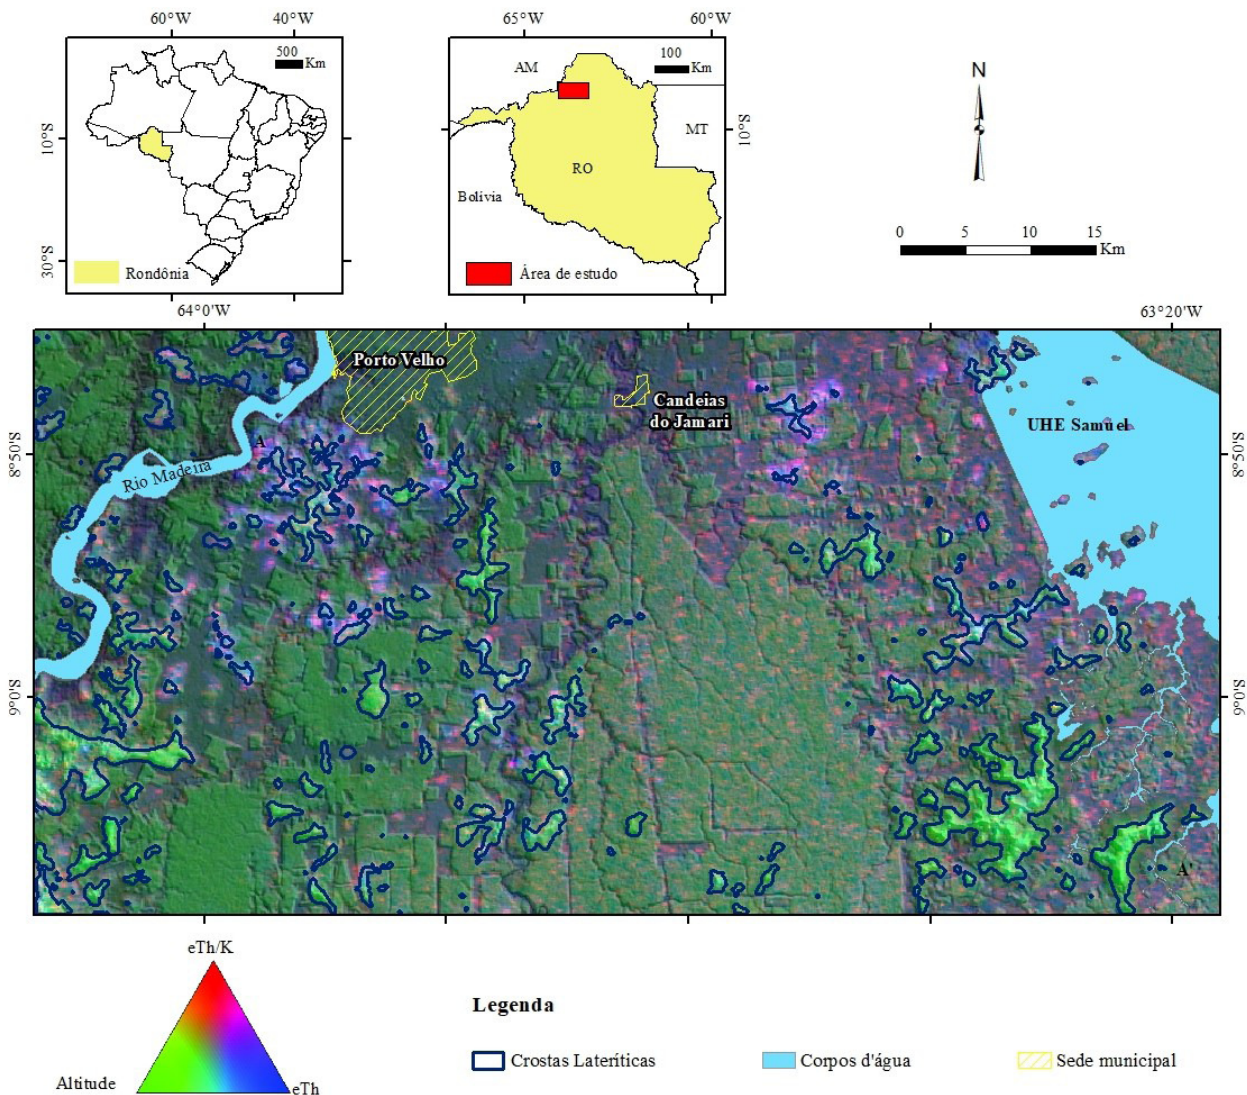 60°W 40°W
500
Km
10°S
30°S
Rondônia
65°W 60°W
100
Km
AM
MT
10°S
RO
Bolívia
Área de estudo
N
0 5 10 15
Km
64°0'W 63°20'W
Porto Velho
Candeias
do Jamari
UHE Samuel
A
8°50'S
8°50'S
Rio Madeira
9°0'S
9°0'S
A'
eTh/K
Altitude
eTh
Legenda
Crostas Lateríticas
Corpos d'água
Sede municipal